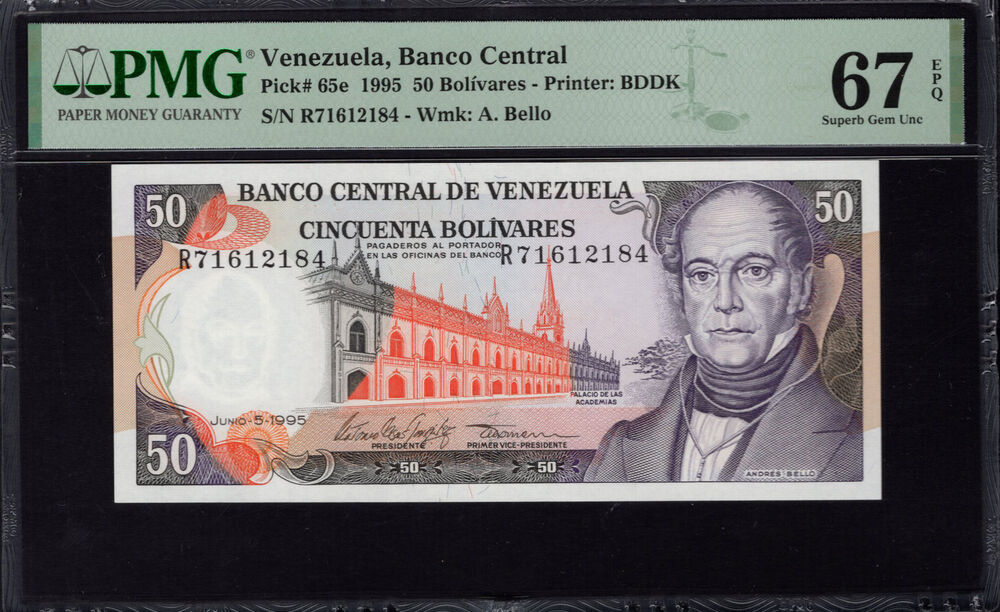 PMG®
PAPER MONEY GUARANTY
Venezuela, Banco Central
Pick# 65e 1995 50 Bolívares - Printer: BDDK
S/N R71612184 - Wmk: A. Bello
67
EPQ
Superb Gem Unc
50
BANCO CENTRAL DE VENEZUELA
50
CINCUENTA BOLÍVARES
PAGADEROS AL PORTADOR
EN LAS OFICINAS DEL BANCO
R71612184
R71612184
PALACIO DE LAS
ACADEMIAS
JUNIO-5-1995
PRESIDENTE
PRIMER VICE-PRESIDENTE
50
50
50
ANDRÉS BELLO